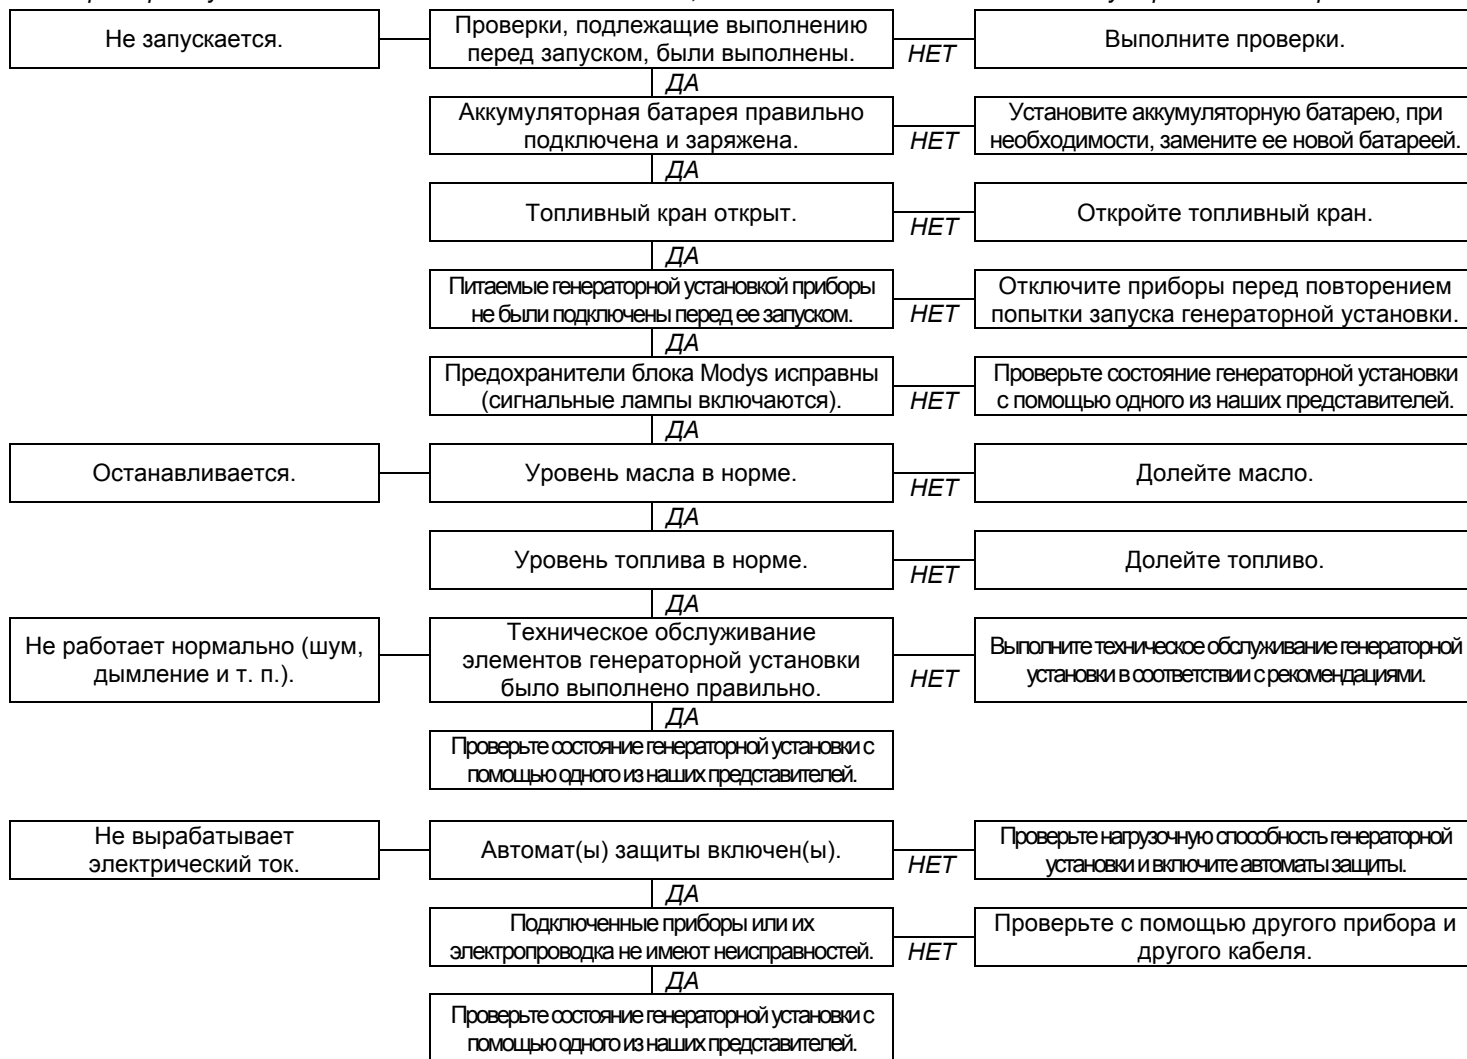 Не запускается.
Проверки, подлежащие выполнению
перед запуском, были выполнены.
НЕТ
Выполните проверки.
ДА
Аккумуляторная батарея правильно
подключена и заряжена.
НЕТ
Установите аккумуляторную батарею, при
необходимости, замените ее новой батареей.
ДА
Топливный кран открыт.
НЕТ
Откройте топливный кран.
ДА
Питаемые генераторной установкой приборы
не были подключены перед ее запуском.
НЕТ
Отключите приборы перед повторением
попытки запуска генераторной установки.
ДА
Предохранители блока Modys исправны
(сигнальные лампы включаются).
НЕТ
Проверьте состояние генераторной установки
с помощью одного из наших представителей.
ДА
Останавливается.
Уровень масла в норме.
НЕТ
Долейте масло.
ДА
Уровень топлива в норме.
НЕТ
Долейте топливо.
ДА
Не работает нормально (шум,
дымление и т. п.).
Техническое обслуживание
элементов генераторной установки
было выполнено правильно.
НЕТ
Выполните техническое обслуживание генераторной
установки в соответствии с рекомендациями.
ДА
Проверьте состояние генераторной установки с
помощью одного из наших представителей.
Не вырабатывает
электрический ток.
Автомат(ы) защиты включен(ы).
НЕТ
Проверьте нагрузочную способность генераторной
установки и включите автоматы защиты.
ДА
Подключенные приборы или их
электропроводка не имеют неисправностей.
НЕТ
Проверьте с помощью другого прибора и
другого кабеля.
ДА
Проверьте состояние генераторной установки с
помощью одного из наших представителей.